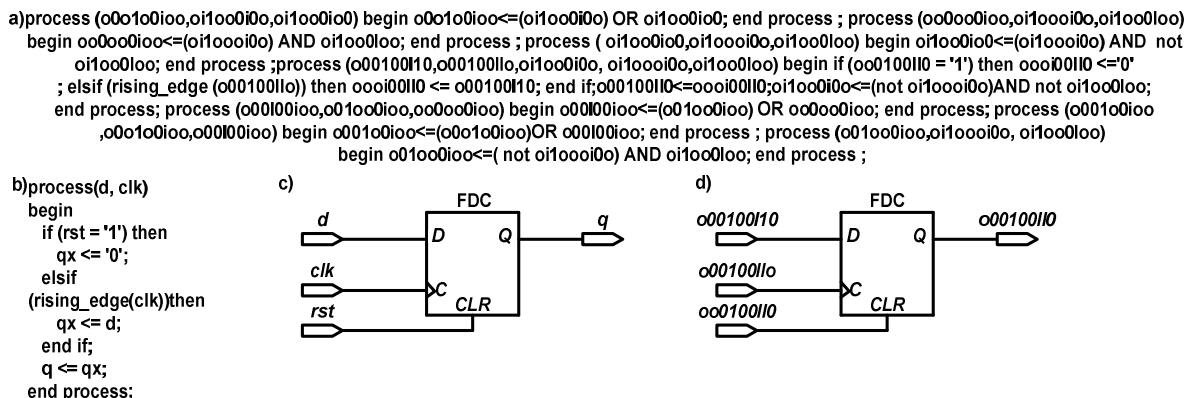 a)process (o0o1o0ioo,oi1oo0i0o,oi1oo0io0) begin o0o1o0ioo<=(oi1oo0i0o) OR oi1oo0io0; end process ; process (oo0oo0ioo,oi1oooi0o,oi1oo0loo)
begin oo0oo0ioo<=(oi1oooi0o) AND oi1oo0loo; end process ; process ( oi1oo0io0,oi1oooi0o,oi1oo0loo) begin oi1oo0io0<=(oi1oooi0o) AND not
oi1oo0loo; end process ;process (o00100l10,o00100llo,oi1oo0i0o, oi1oooi0o,oi1oo0loo) begin if (oo0100ll0 = '1') then oooi00ll0 <='0'
; elsif (rising_edge (o00100llo)) then oooi00ll0 <= o00100l10; end if;o00100ll0<=oooi00ll0;oi1oo0i0o<=(not oi1oooi0o)AND not oi1oo0loo;
end process; process (o00l00ioo,o01oo0ioo,oo0oo0ioo) begin o00l00ioo<=(o01oo0ioo) OR oo0oo0ioo; end process; process (o001o0ioo
,o0o1o0ioo,o00l00ioo) begin o001o0ioo<=(o0o1o0ioo)OR o00l00ioo; end process ; process (o01oo0ioo,oi1oooi0o, oi1oo0loo)
begin o01oo0ioo<=( not oi1oooi0o) AND oi1oo0loo; end process ;
b)process(d, clk)
begin
if (rst = '1') then
qx <= '0';
elsif
(rising_edge(clk))then
qx <= d;
end if;
q <= qx;
end process;
c)
FDC
d
D
Q
q
clk
C
CLR
rst
d)
FDC
o00100l10
D
Q
o00100ll0
o00100llo
C
CLR
oo0100ll0